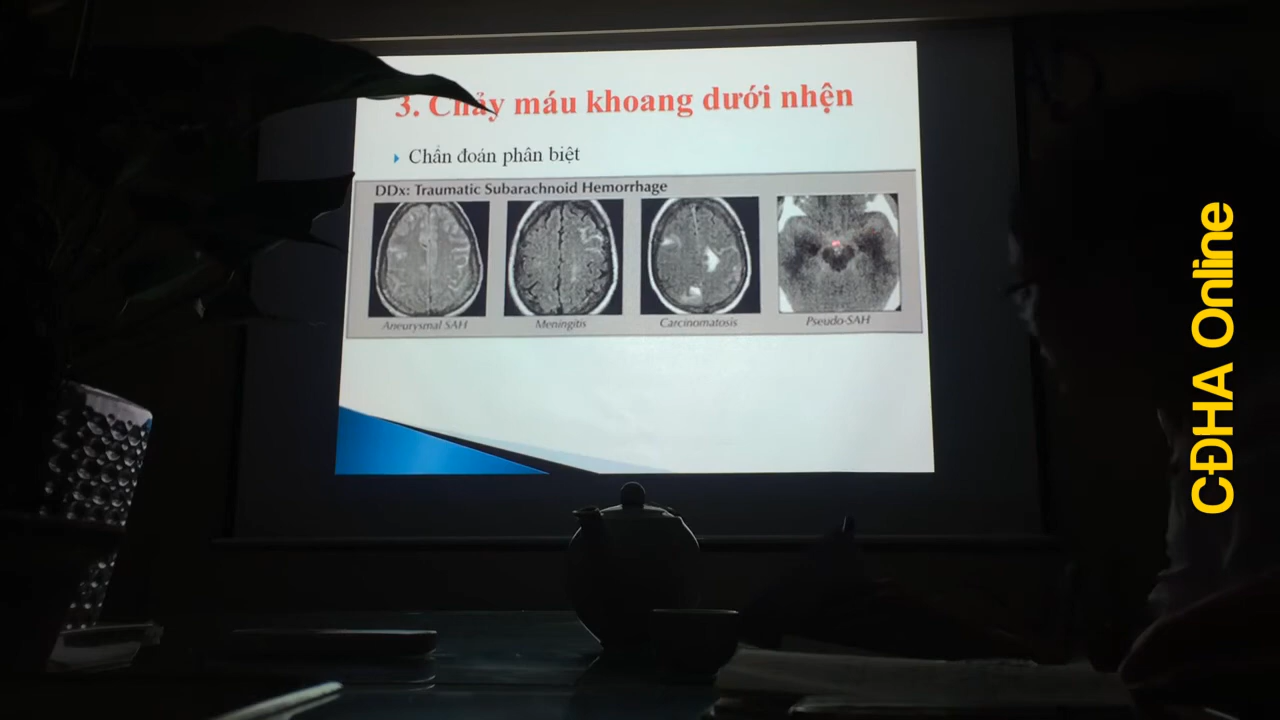 3. Chảy máu khoang dưới nhện
Chẩn đoán phân biệt
DDx: Traumatic Subarachnoid Hemorrhage
Aneurysmal SAH
Meningitis
Carcinomatosis
Pseudo-SAH
CĐHA Online